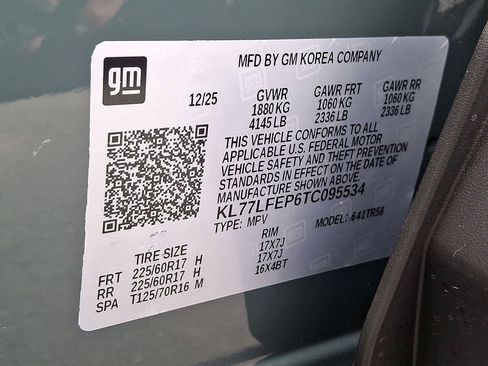 gm
MFD BY GM KOREA COMPANY
12/25 GVWR GAWR FRT GAWR RR
1880 KG 1060 KG 1060 KG
4145 LB 2336 LB 2336 LB
THIS VEHICLE CONFORMS TO ALL
APPLICABLE U.S. FEDERAL MOTOR
VEHICLE SAFETY AND THEFT PREVENTION
STANDARDS IN EFFECT ON THE DATE OF
MANUFACTURE SHOWN ABOVE.
KL77LFEP6TC095534
TYPE: MPV MODEL: 641TR58
TIRE SIZE RIM
FRT 225/60R17 H 17X7J
RR 225/60R17 H 17X7J
SPA T125/70R16 M 16X4BT